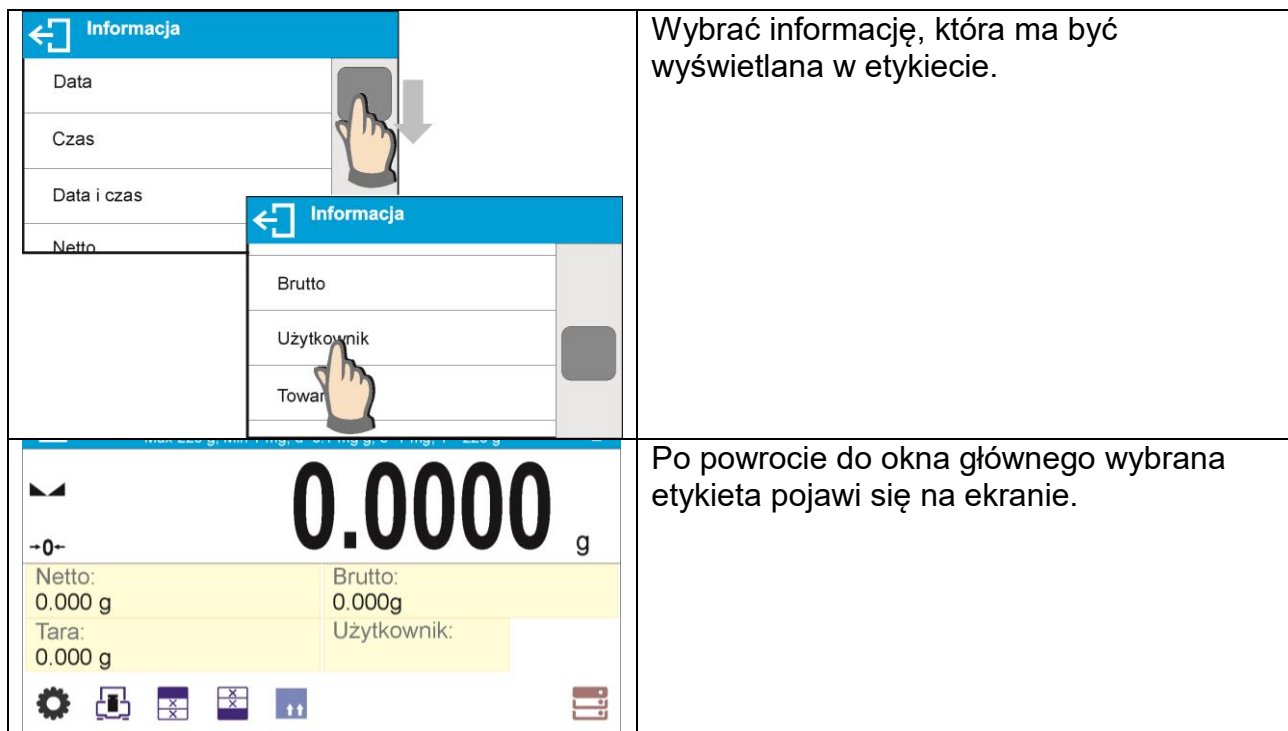 Informacja
Data
Czas
Data i czas
Netto
Informacja
Brutto
Użytkownik
Towar
Wybrać informację, która ma być
wyświetlana w etykiecie.
0.0000 g
→0←
Netto:
0.000 g
Brutto:
0.000g
Tara:
0.000 g
Użytkownik:
Po powrocie do okna głównego wybrana
etykieta pojawi się na ekranie.